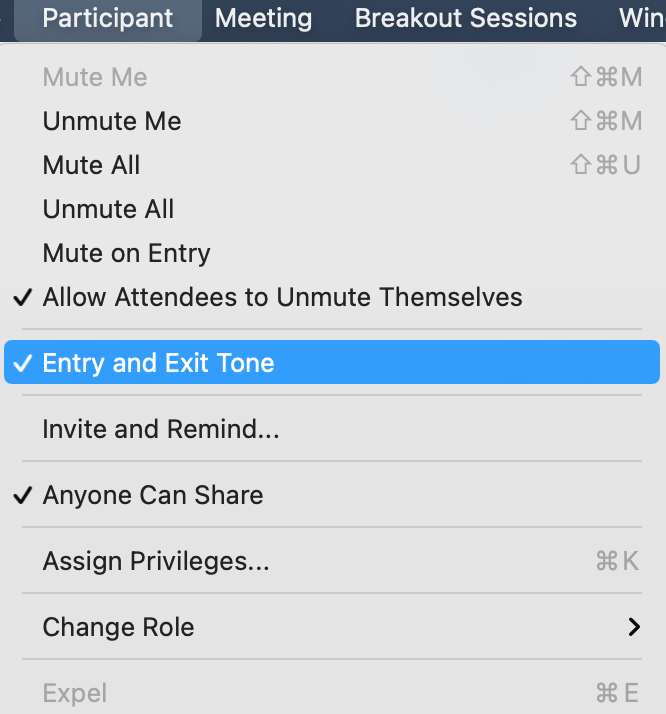 Participant Meeting Breakout Sessions Win
Mute Me ⇧⌘M
Unmute Me ⇧⌘M
Mute All ⇧⌘U
Unmute All
Mute on Entry
✓ Allow Attendees to Unmute Themselves
✓ Entry and Exit Tone
Invite and Remind...
✓ Anyone Can Share
Assign Privileges... ⌘K
Change Role >
Expel ⌘E